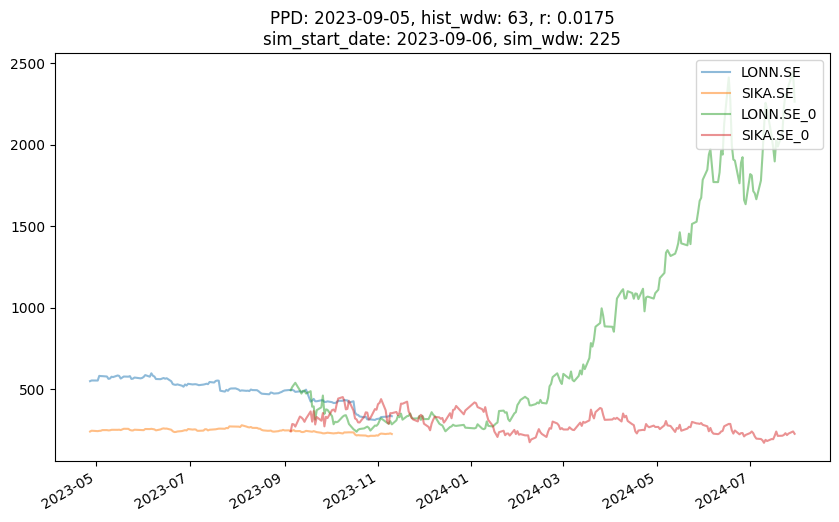 PPD: 2023-09-05, hist_wdw: 63, r: 0.0175
sim_start_date: 2023-09-06, sim_wdw: 225
2500
2000
1500
1000
500
LONN.SE
SIKA.SE
LONN.SE_0
SIKA.SE_0
2023-05
2023-07
2023-09
2023-11
2024-01
2024-03
2024-05
2024-07